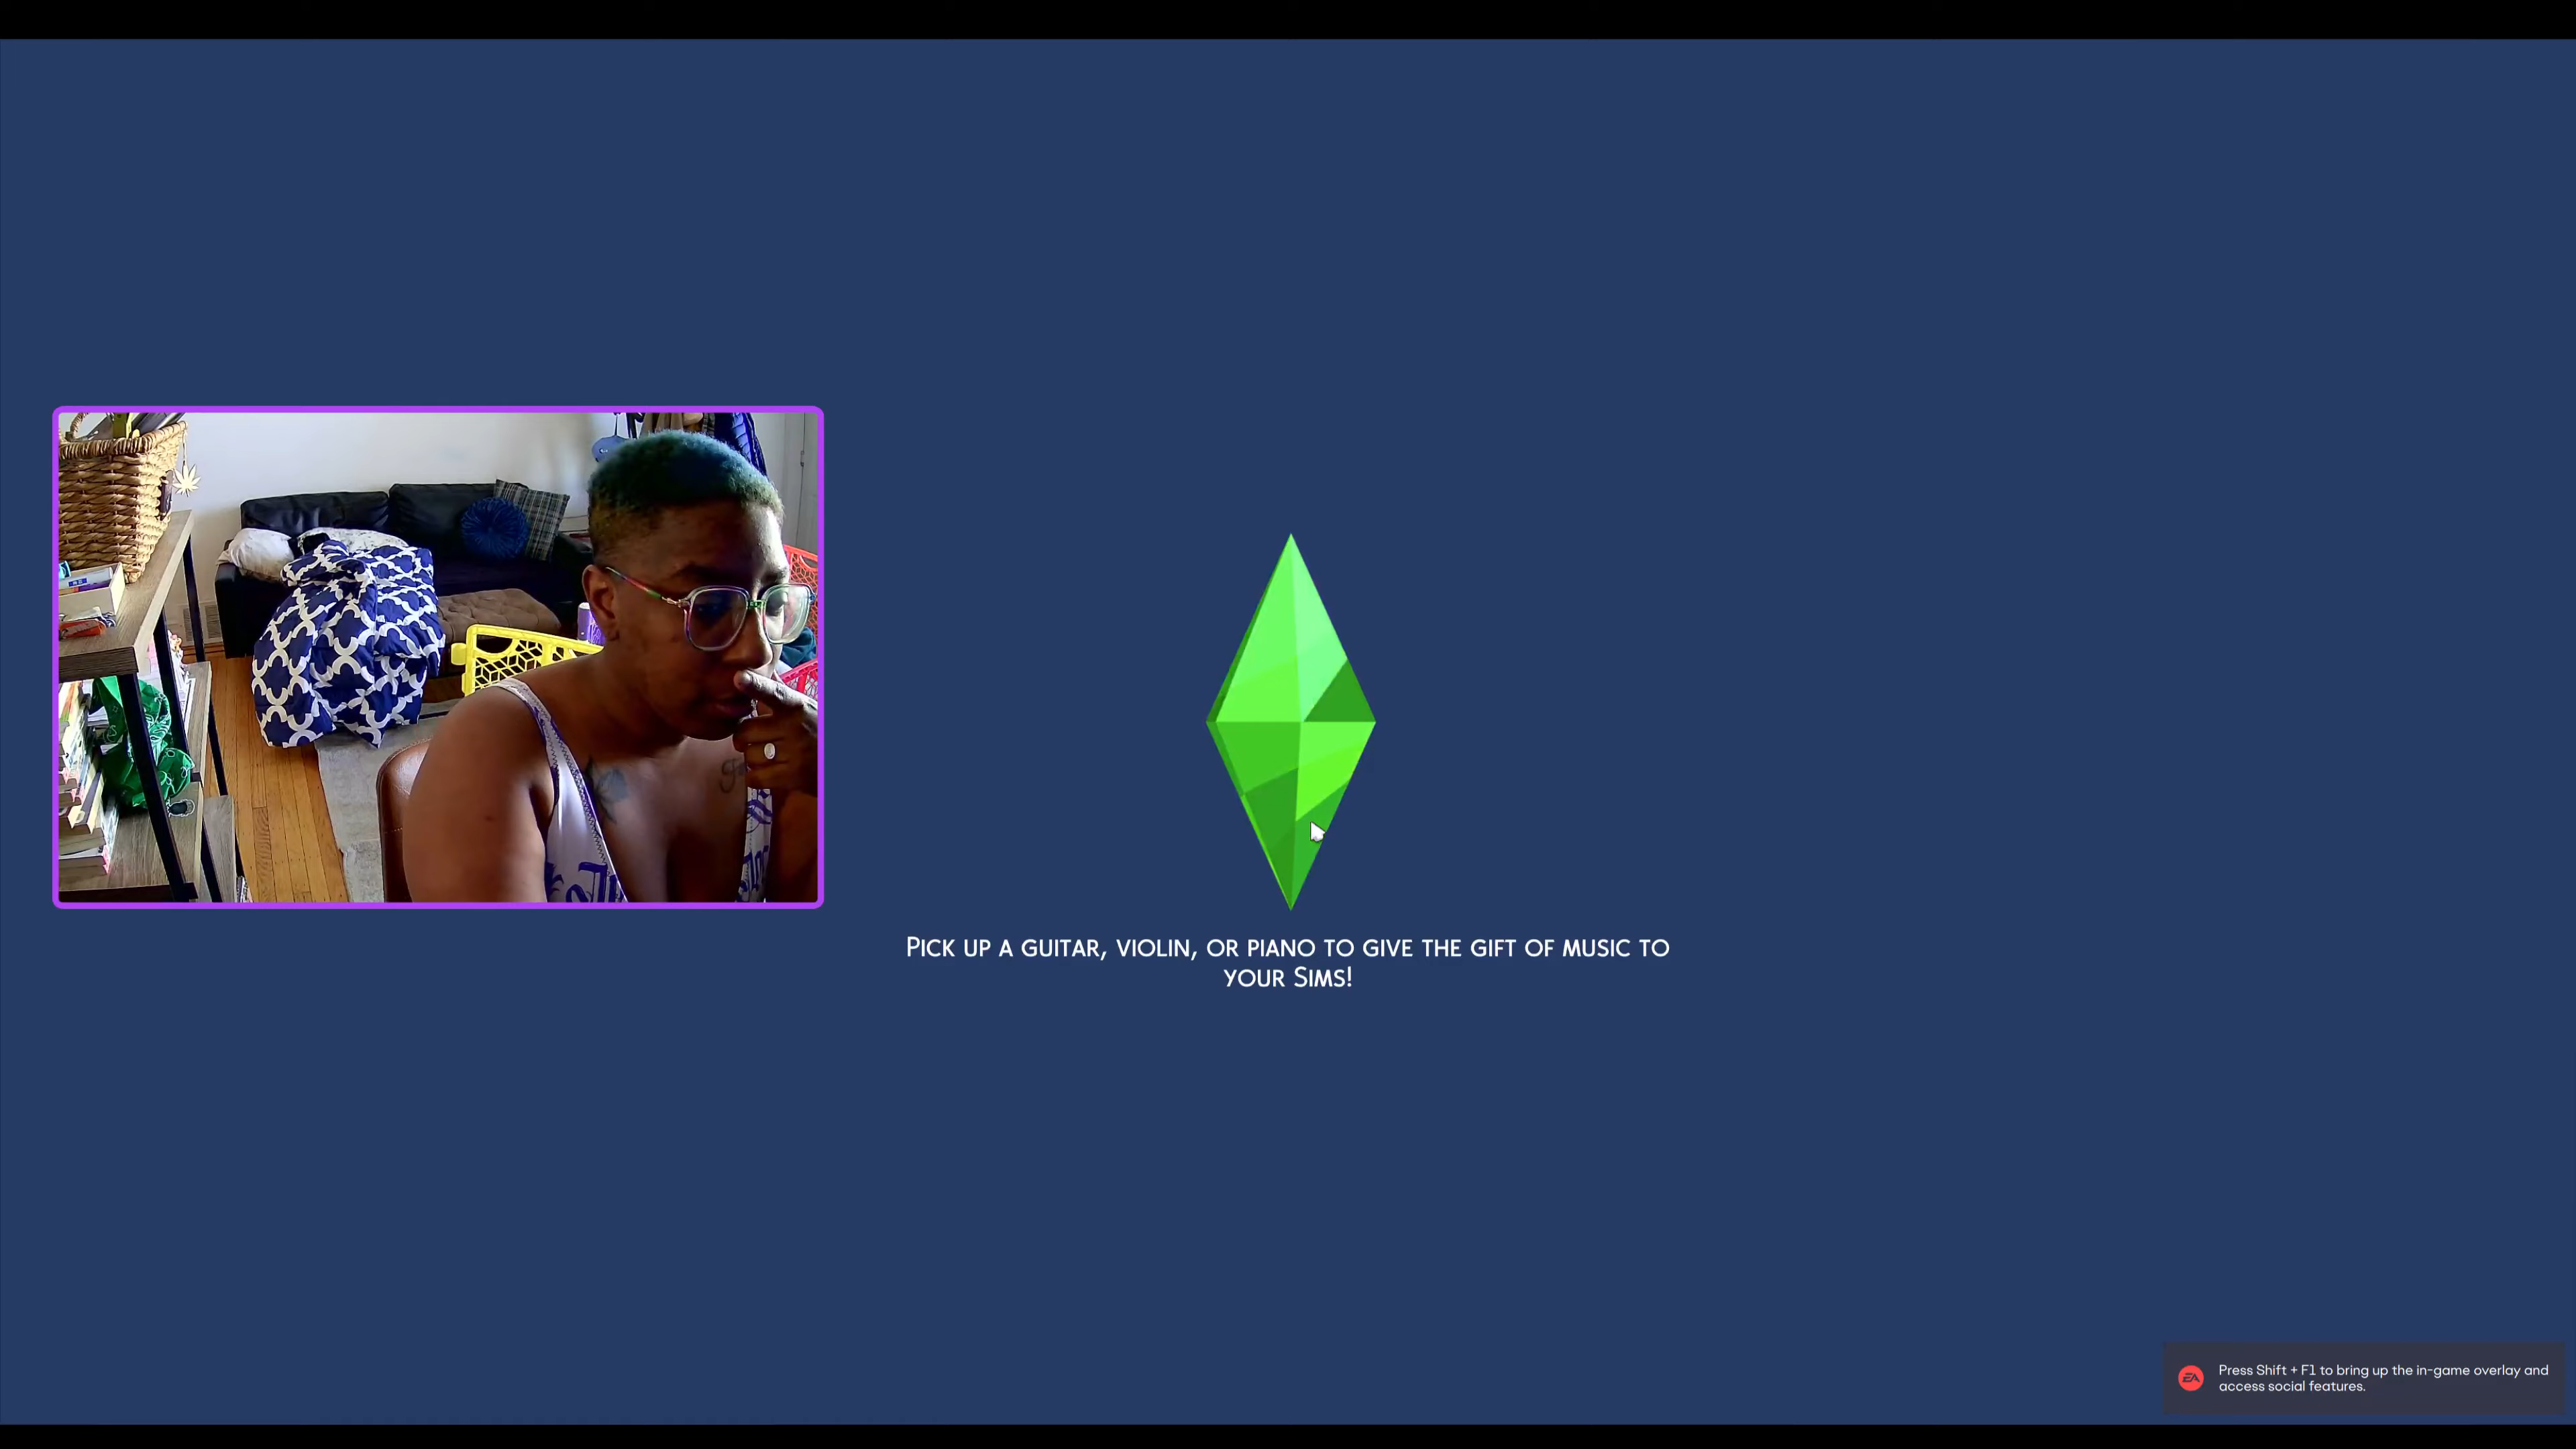 PICK UP A GUITAR, VIOLIN, OR PIANO TO GIVE THE GIFT OF MUSIC TO
YOUR SIMS!
EA
Press Shift + F1 to bring up the in-game overlay and
access social features.